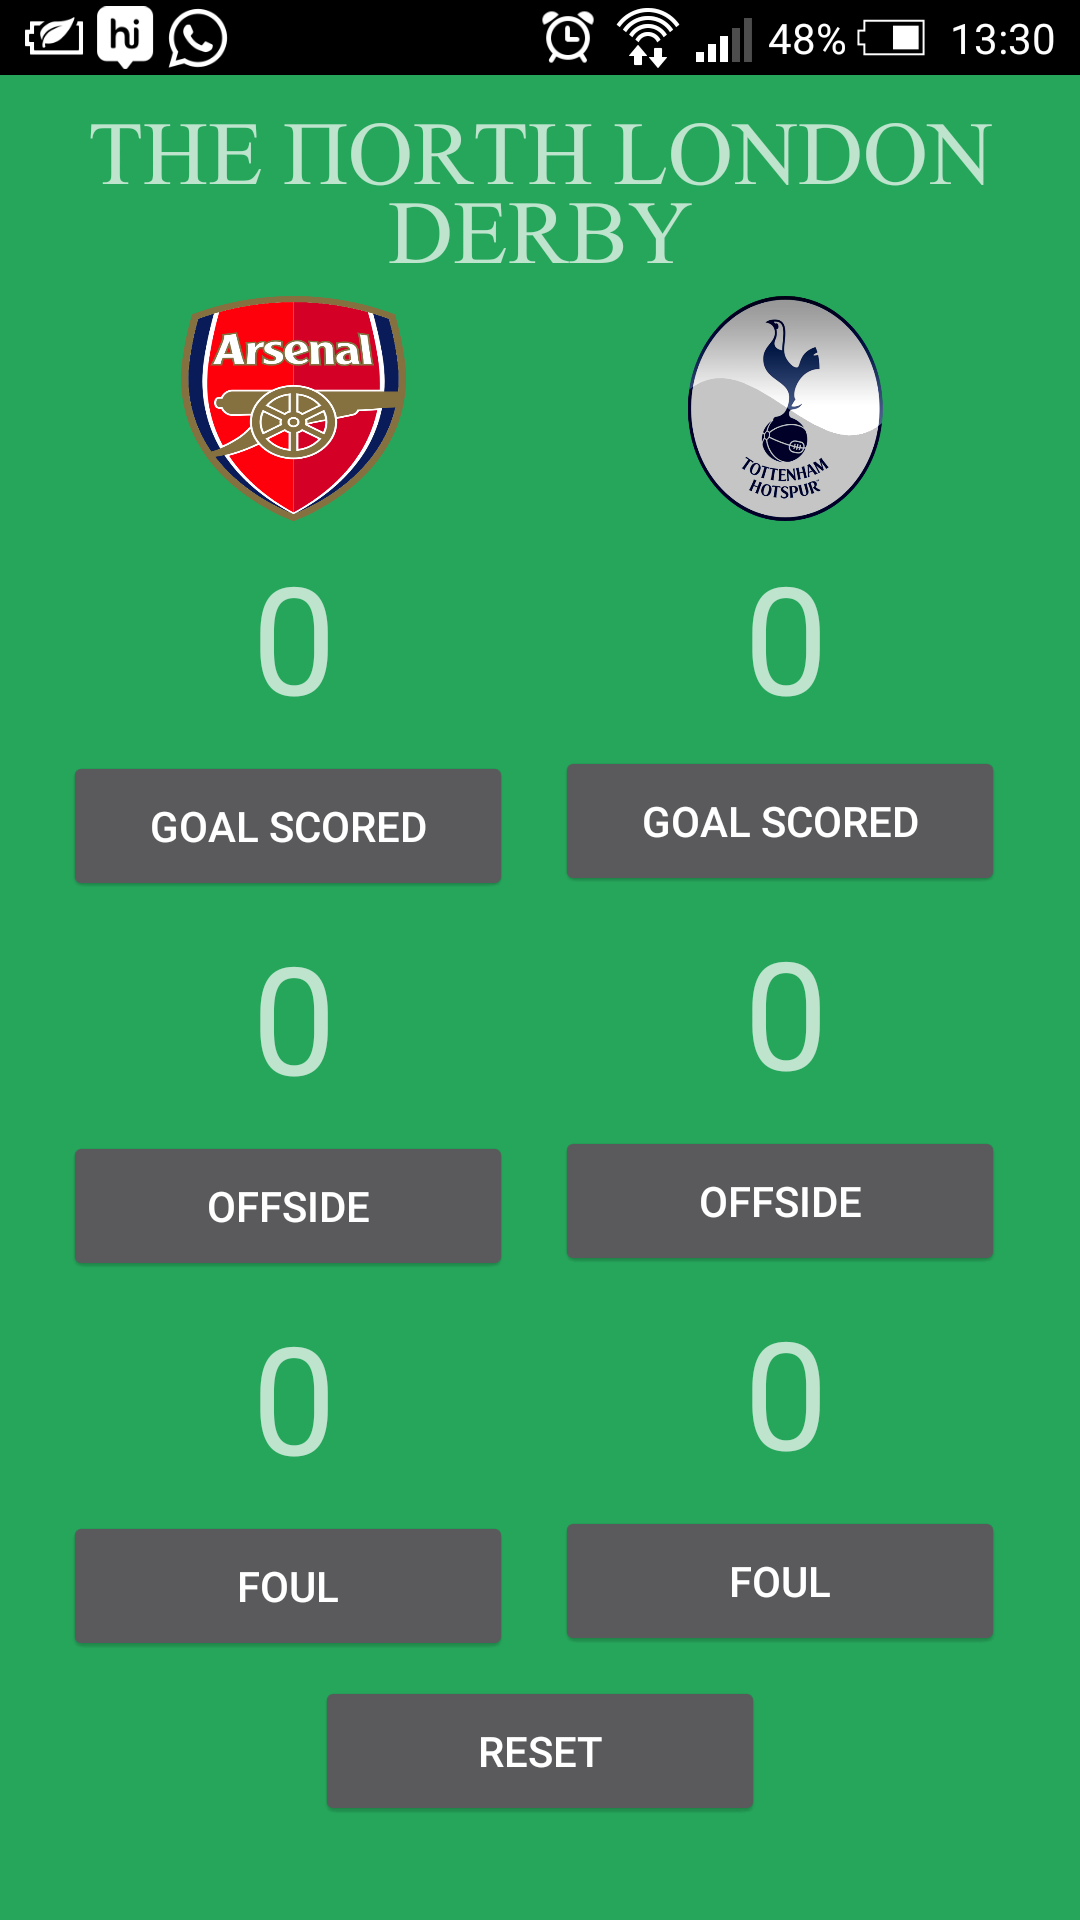 hi 48% 13:30
THE ΠORTH LONDON
DERBY
Arsenal
TOTTENHAM
HOTSPUR
0 0
GOAL SCORED GOAL SCORED
0 0
OFFSIDE OFFSIDE
0 0
FOUL FOUL
RESET